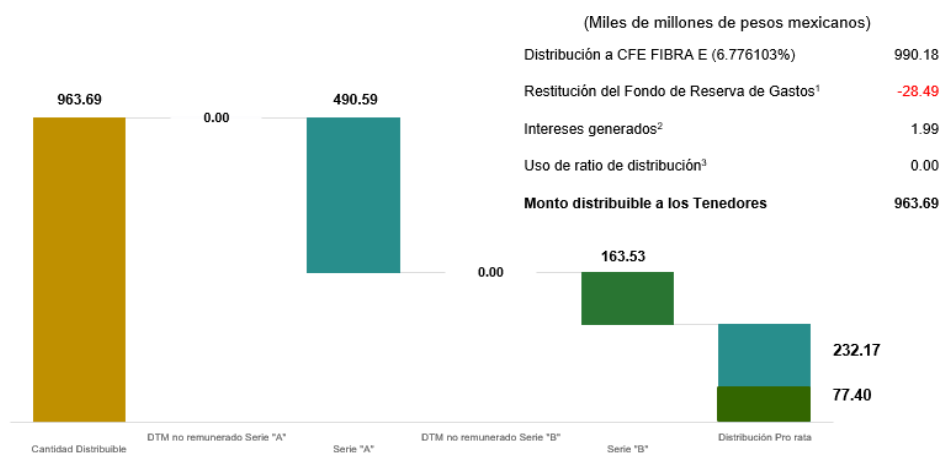 (Miles de millones de pesos mexicanos)
Distribución a CFE FIBRA E (6.776103%) 990.18
Restitución del Fondo de Reserva de Gastos¹ -28.49
Intereses generados² 1.99
Uso de ratio de distribución³ 0.00
Monto distribuible a los Tenedores 963.69
963.69
0.00
490.59
0.00
163.53
232.17
77.40
Cantidad Distribuible
DTM no remunerado Serie "A"
Serie "A"
DTM no remunerado Serie "B"
Serie "B"
Distribución Pro rata